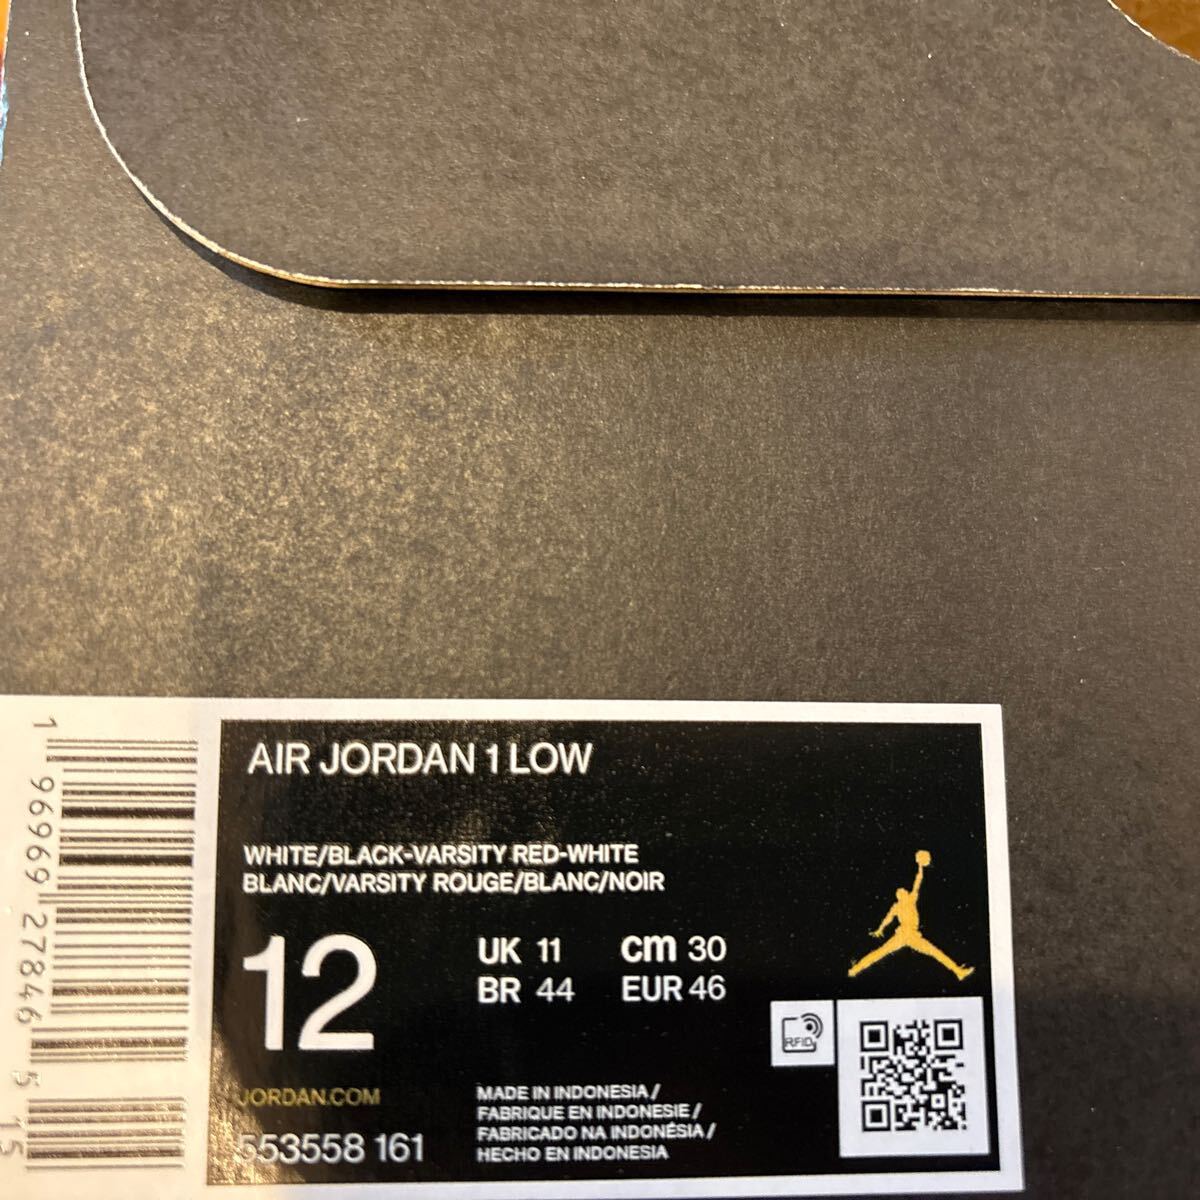 AIR JORDAN 1 LOW
WHITE/BLACK-VARSITY RED-WHITE
BLANC/VARSITY ROUGE/BLANC/NOIR
12
UK 11 cm 30
BR 44 EUR 46
RFID
JORDAN.COM
553558 161
MADE IN INDONESIA /
FABRIQUE EN INDONESIE /
FABRICADO NA INDONÉSIA /
HECHO EN INDONESIA
1 96969 27846 5 15